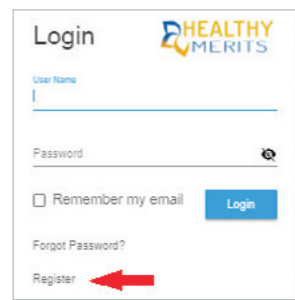 Login
HEALTHY
MERITS
User Name
Password
Remember my email
Login
Forgot Password?
Register